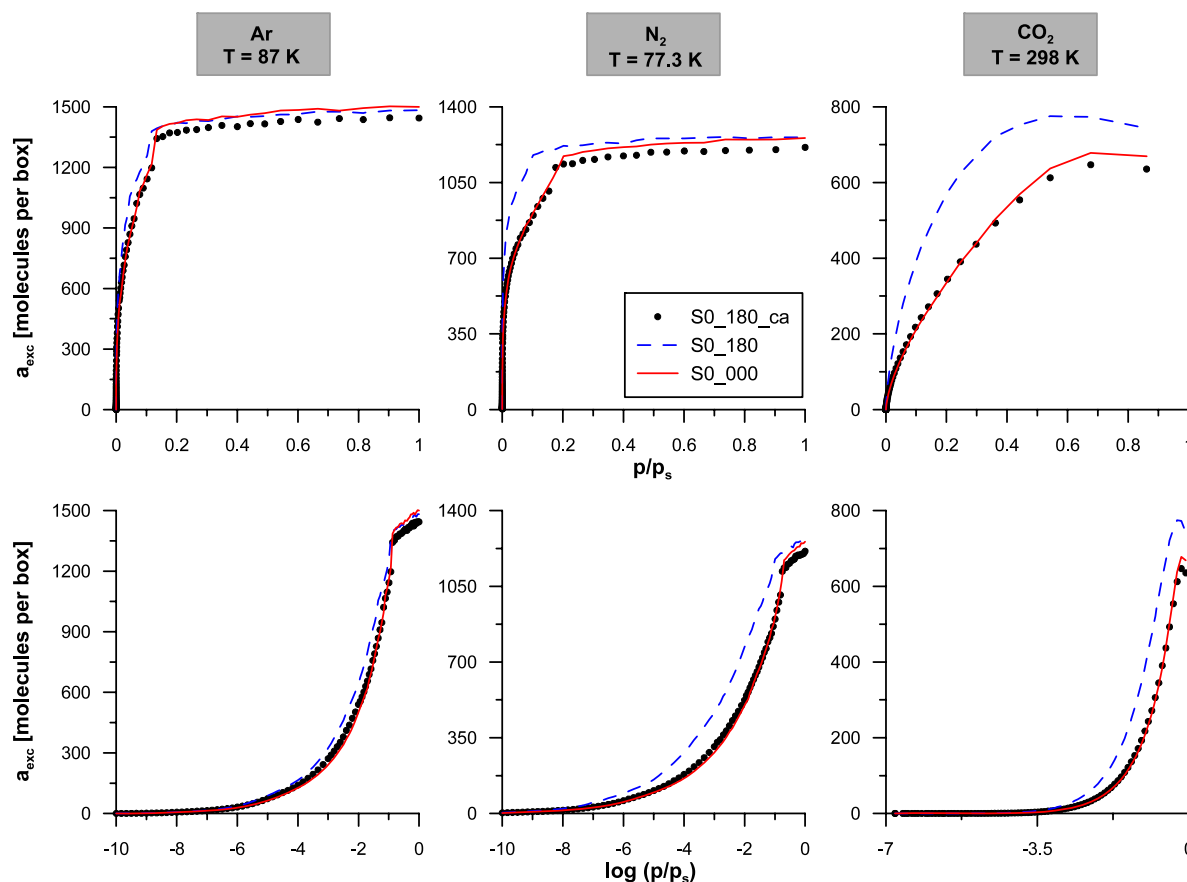 Ar
T = 87 K
N₂
T = 77.3 K
CO₂
T = 298 K
a_exc [molecules per box]
1500
1200
900
600
300
0
0 0.2 0.4 0.6 0.8 1
1400
1050
700
350
0
0 0.2 0.4 0.6 0.8 1
p/pₛ
S0_180_ca
S0_180
S0_000
800
600
400
200
0
0 0.2 0.4 0.6 0.8 1
a_exc [molecules per box]
1500
1200
900
600
300
0
-10 -8 -6 -4 -2 0
1400
1050
700
350
0
-10 -8 -6 -4 -2 0
log (p/pₛ)
800
600
400
200
0
-7 -3.5 0